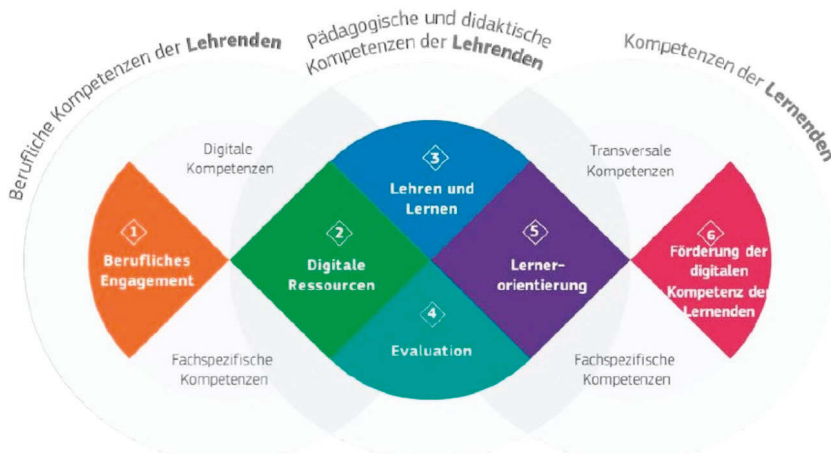 Berufliche Kompetenzen der Lehrenden
Pädagogische und didaktische
Kompetenzen der Lehrenden
Kompetenzen der Lernenden
Digitale
Kompetenzen
Transversale
Kompetenzen
1
Berufliches
Engagement
2
Digitale
Ressourcen
3
Lehren und
Lernen
4
Evaluation
5
Lerner-
orientierung
6
Förderung der
digitalen
Kompetenz der
Lernenden
Fachspezifische
Kompetenzen
Fachspezifische
Kompetenzen